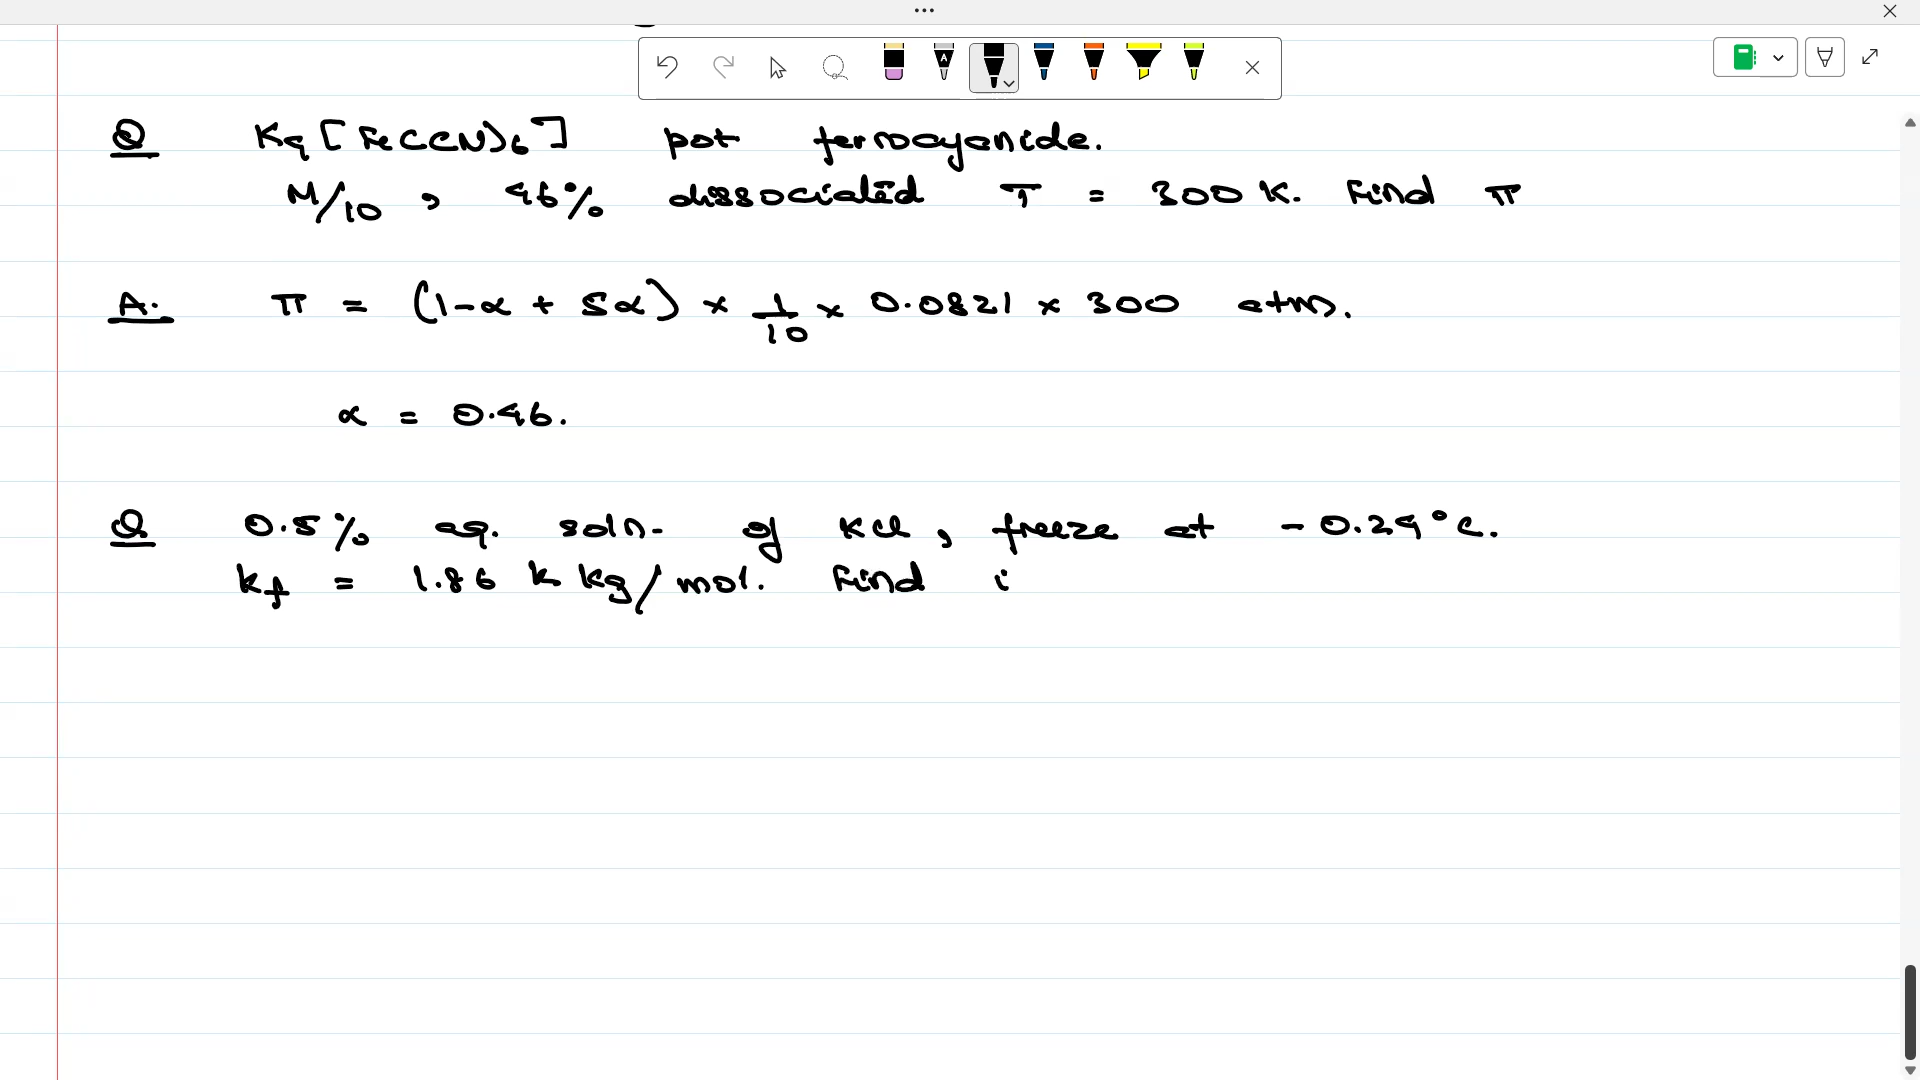 Q K4[Fe(CN)6] pot ferrocyanide.
M/10, 46% dissociated T = 300 K. Find π
A. π = (1-α + 5α) × 1/10 × 0.0821 × 300 atm.
α = 0.46.
Q 0.5% aq. soln. of KCl, freeze at -0.24°C.
kf = 1.86 k kg/mol. Find i